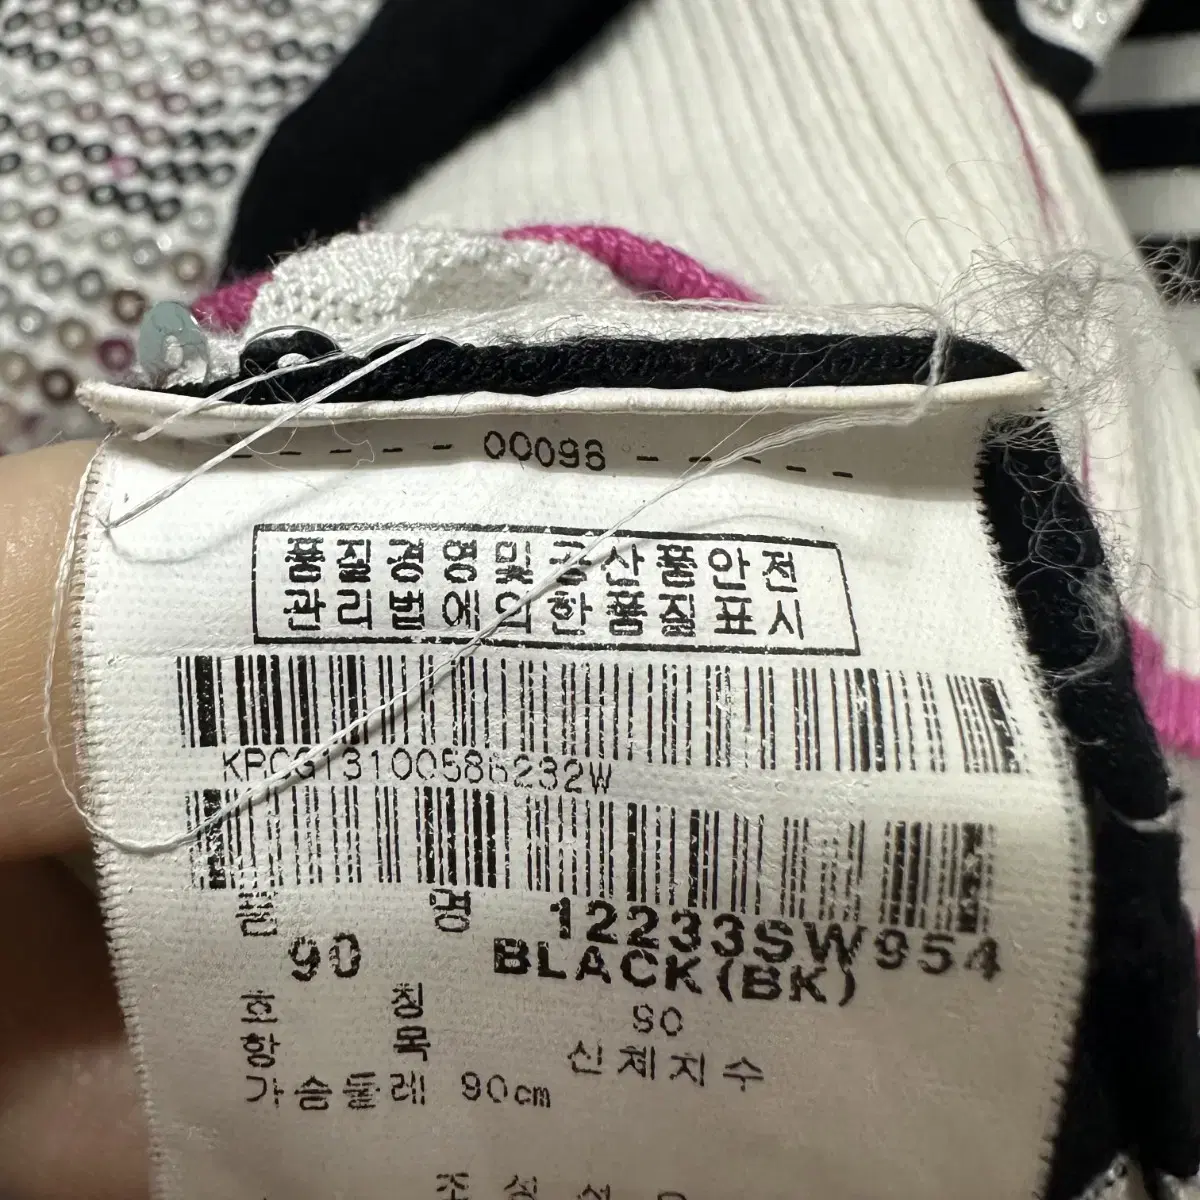 - - - - - 00098 - - - - -
품질경영및공산품안전
관리법에의한품질표시
품 명 12233SW954
90 BLACK(BK)
호 칭 90
항 목 신체치수
가슴둘레 90cm